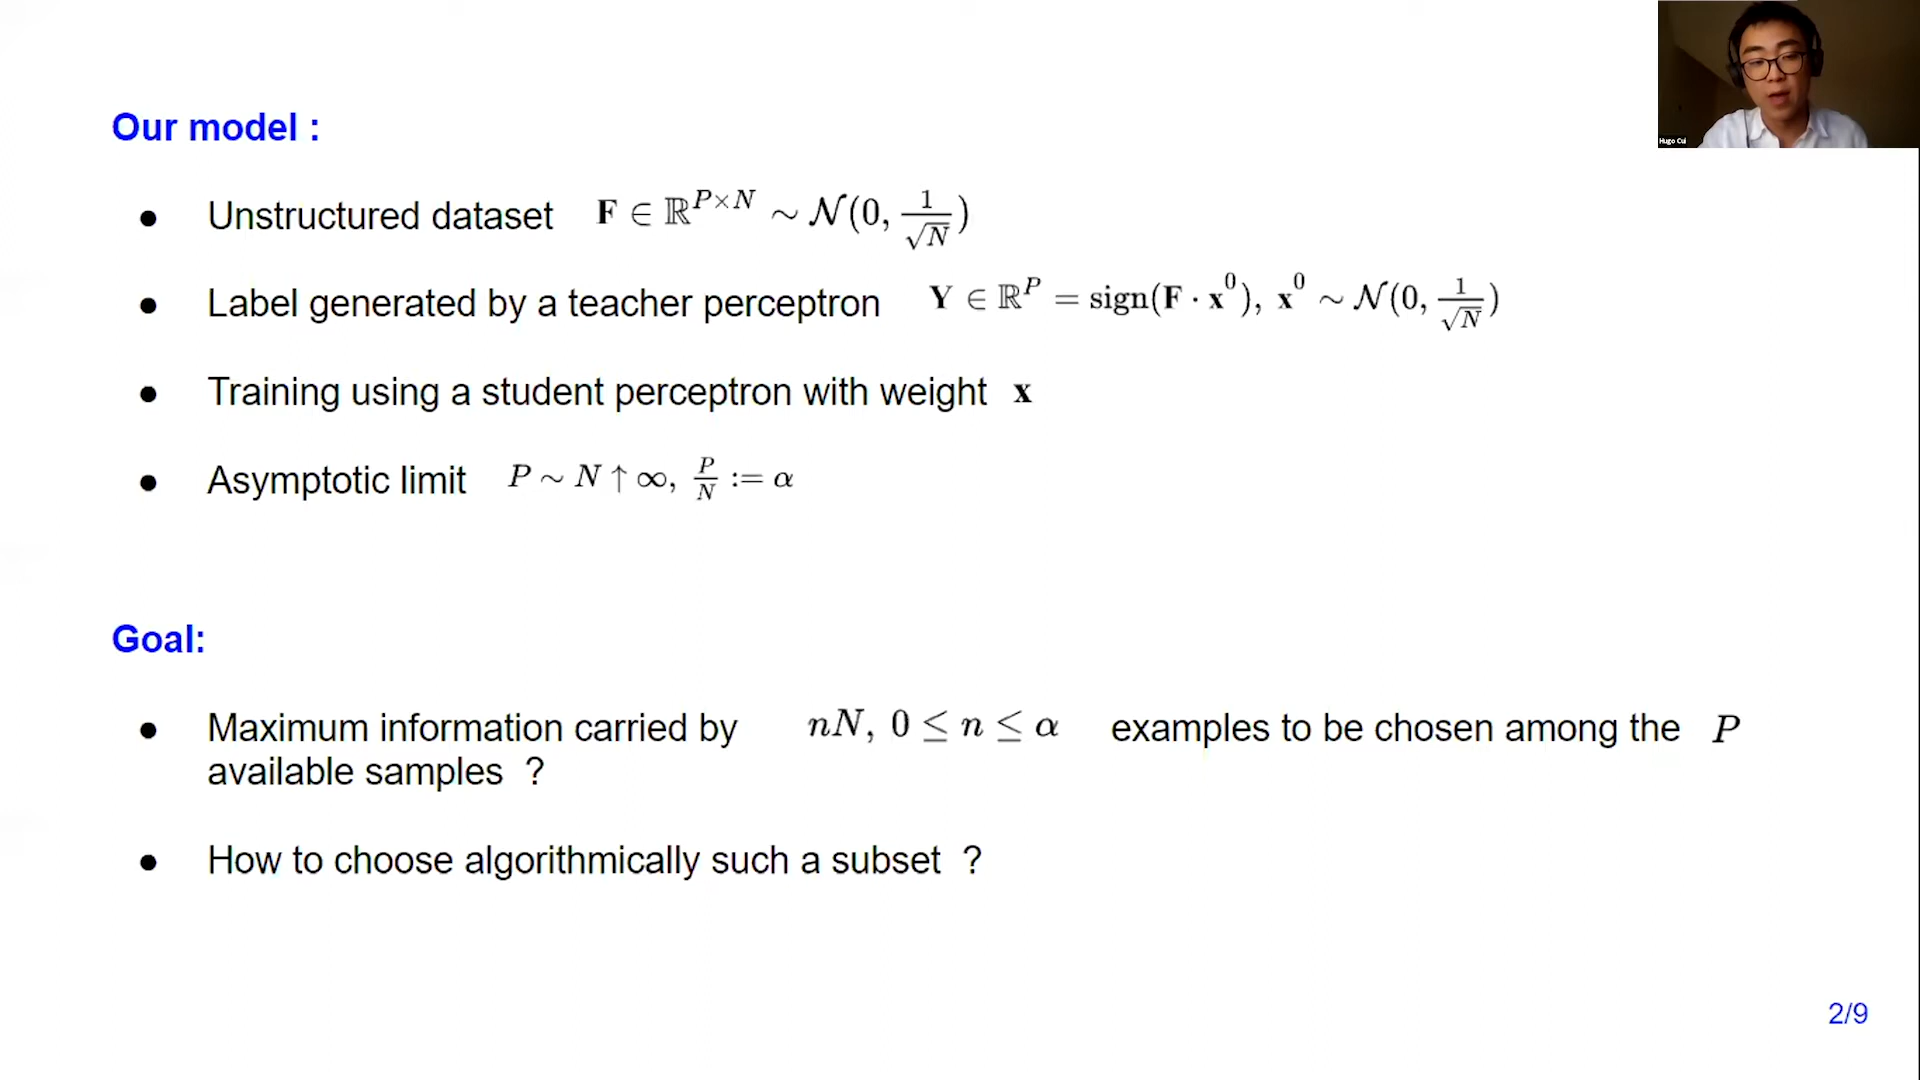 Hugo Cui
Our model :
● Unstructured dataset F ∈ ℝ^{P×N} ~ 𝒩(0, 1/√N)
● Label generated by a teacher perceptron Y ∈ ℝ^P = sign(F · x^0), x^0 ~ 𝒩(0, 1/√N)
● Training using a student perceptron with weight x
● Asymptotic limit P ~ N ↑ ∞, P/N := α
Goal:
● Maximum information carried by nN, 0 ≤ n ≤ α examples to be chosen among the P
available samples ?
● How to choose algorithmically such a subset ?
2/9